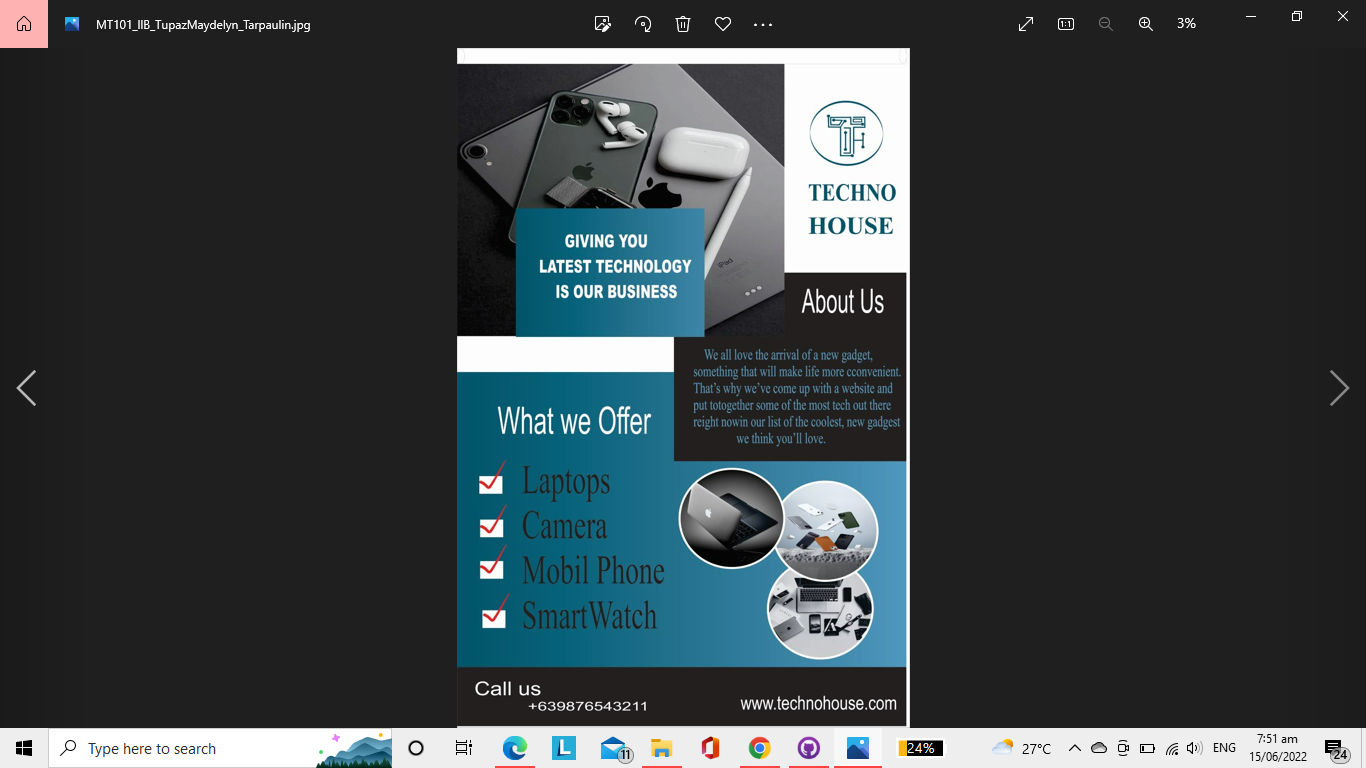 MT101_IIB_TupazMaydelyn_Tarpaulin.jpg
1:1
3%
TECHNO
HOUSE
GIVING YOU
LATEST TECHNOLOGY
IS OUR BUSINESS
iPad
About Us
We all love the arrival of a new gadget,
something that will make life more cconvenient.
That's why we've come up with a website and
put totogether some of the most tech out there
reight nowin our list of the coolest, new gadgest
we think you'll love.
What we Offer
Laptops
Camera
Mobil Phone
SmartWatch
Call us
+639876543211
www.technohouse.com
Type here to search
L
11
24%
27°C
ENG
7:51 am
15/06/2022
24